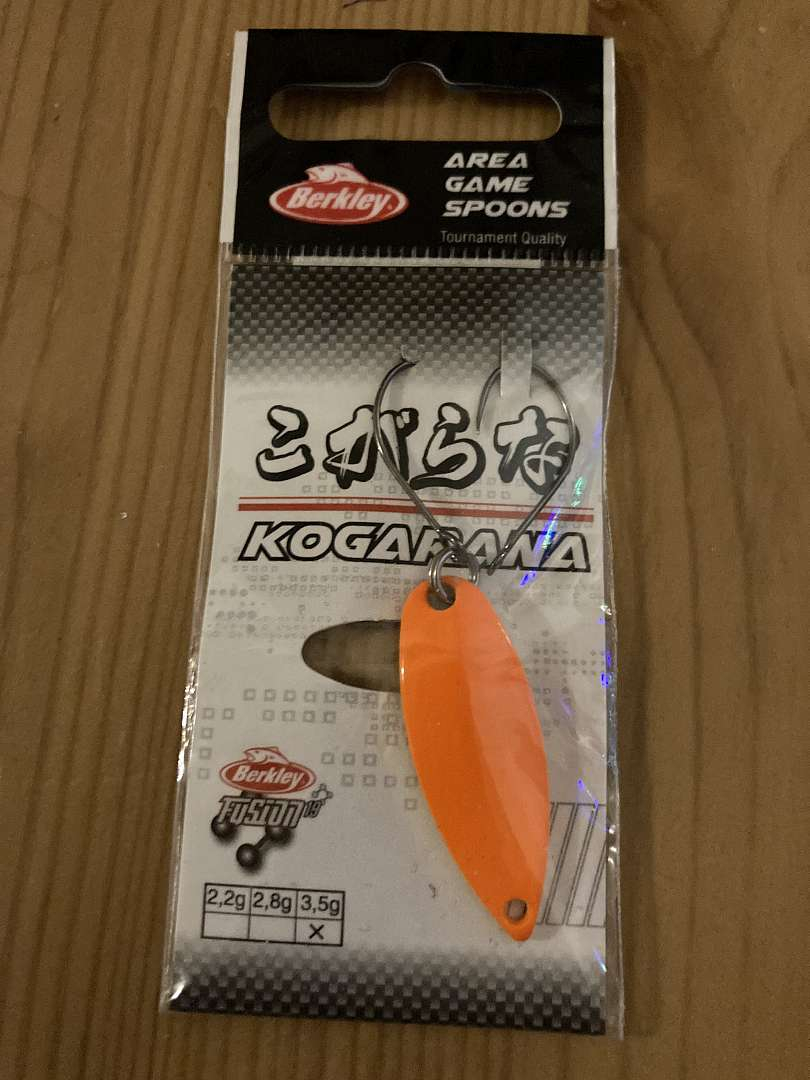 Berkley
AREA
GAME
SPOONS
Tournament Quality
こがらな
KOGARANA
Berkley
FUSION19
2,2g 2,8g 3,5g
x